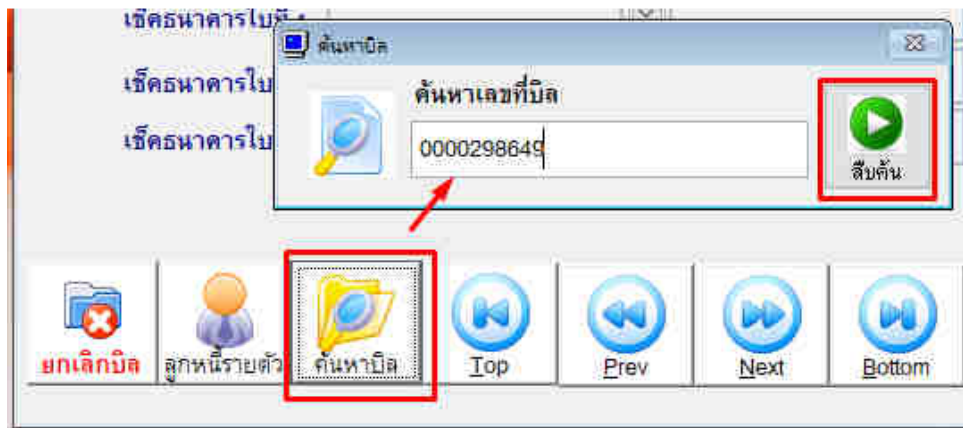 เช็คธนาคารใบที่
ค้นหาบิล
เช็คธนาคารใบ
ค้นหาเลขที่บิล
เช็คธนาคารใบ
0000298649
สืบค้น
ยกเลิกบิล
ลูกหนี้รายตัว
ค้นหาบิล
Top
Prev
Next
Bottom